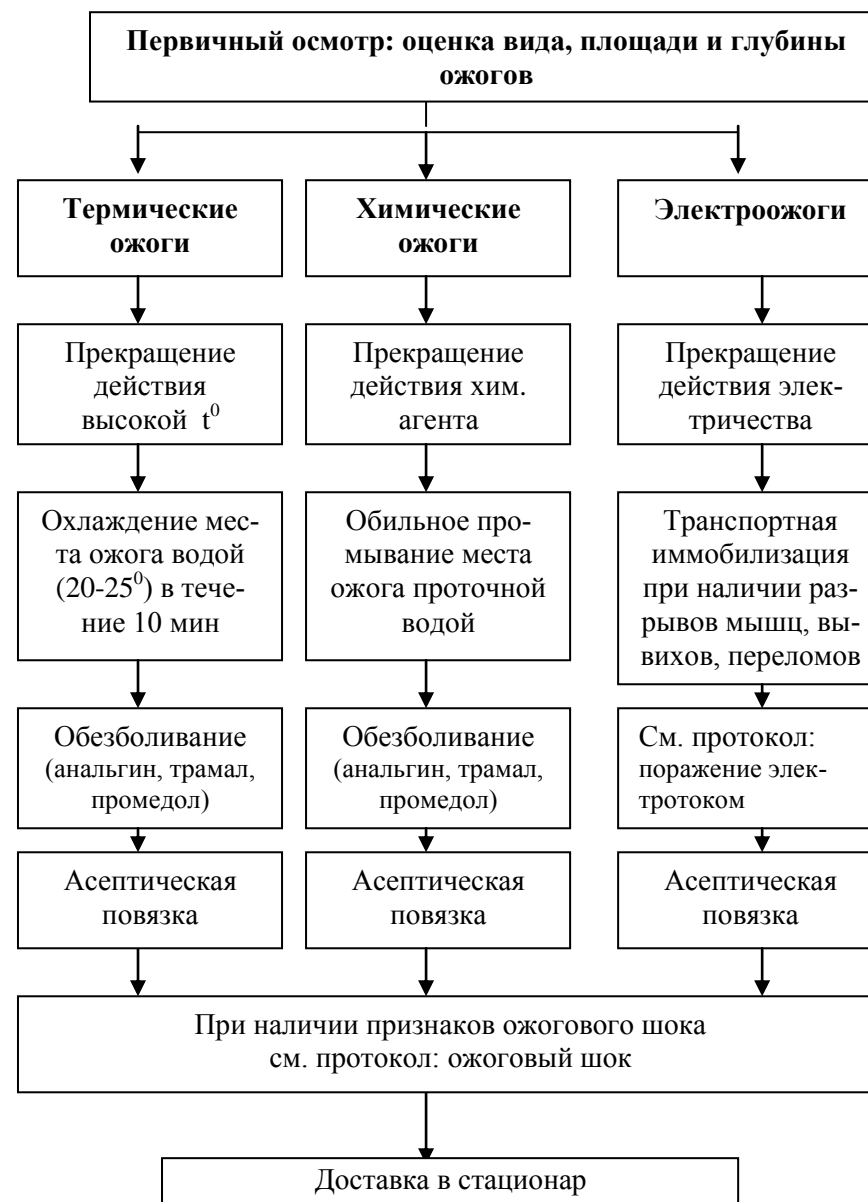 Первичный осмотр: оценка вида, площади и глубины
ожогов
Термические
ожоги
Химические
ожоги
Электроожоги
Прекращение
действия
высокой t⁰
Прекращение
действия хим.
агента
Прекращение
действия элек-
тричества
Охлаждение мес-
та ожога водой
(20-25⁰) в тече-
ние 10 мин
Обильное про-
мывание места
ожога проточной
водой
Транспортная
иммобилизация
при наличии раз-
рывов мышц, вы-
вихов, переломов
Обезболивание
(анальгин, трамал,
промедол)
Обезболивание
(анальгин, трамал,
промедол)
См. протокол:
поражение элек-
тротоком
Асептическая
повязка
Асептическая
повязка
Асептическая
повязка
При наличии признаков ожогового шока
см. протокол: ожоговый шок
Доставка в стационар